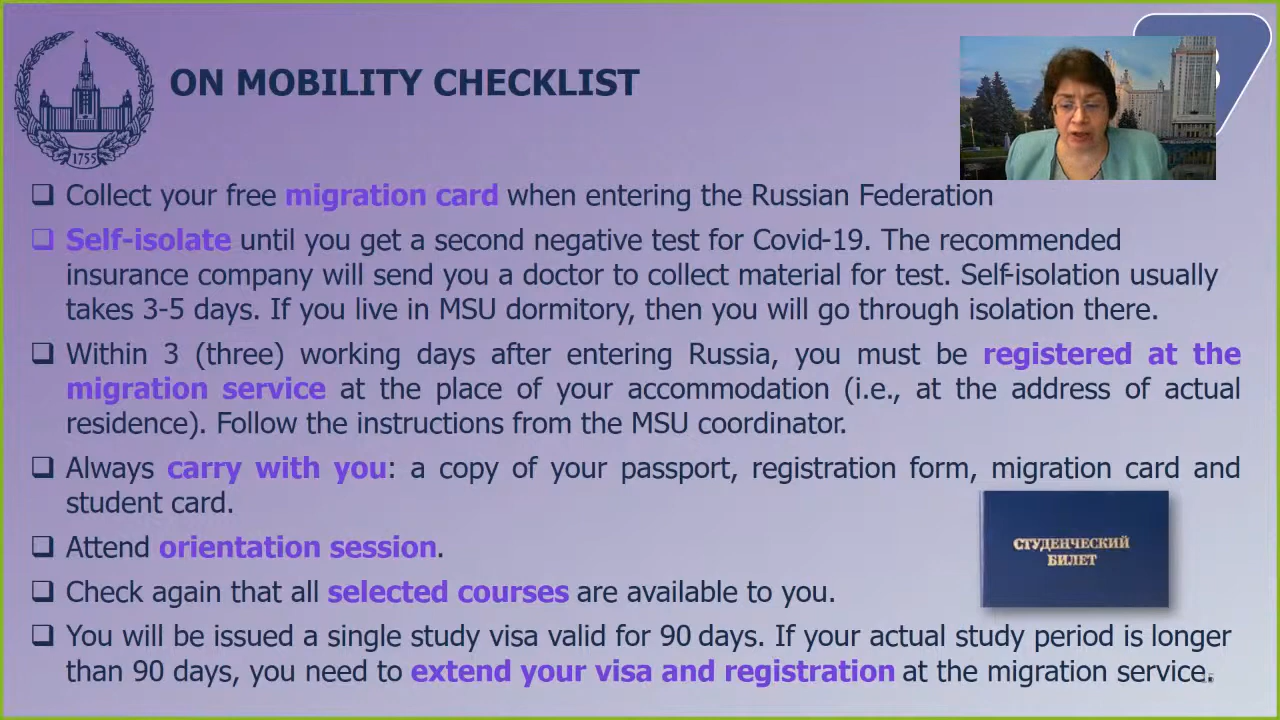 1755
ON MOBILITY CHECKLIST
Collect your free migration card when entering the Russian Federation
Self-isolate until you get a second negative test for Covid-19. The recommended
insurance company will send you a doctor to collect material for test. Self-isolation usually
takes 3-5 days. If you live in MSU dormitory, then you will go through isolation there.
Within 3 (three) working days after entering Russia, you must be registered at the
migration service at the place of your accommodation (i.e., at the address of actual
residence). Follow the instructions from the MSU coordinator.
Always carry with you: a copy of your passport, registration form, migration card and
student card.
СТУДЕНЧЕСКИЙ
БИЛЕТ
Attend orientation session.
Check again that all selected courses are available to you.
You will be issued a single study visa valid for 90 days. If your actual study period is longer
than 90 days, you need to extend your visa and registration at the migration service.